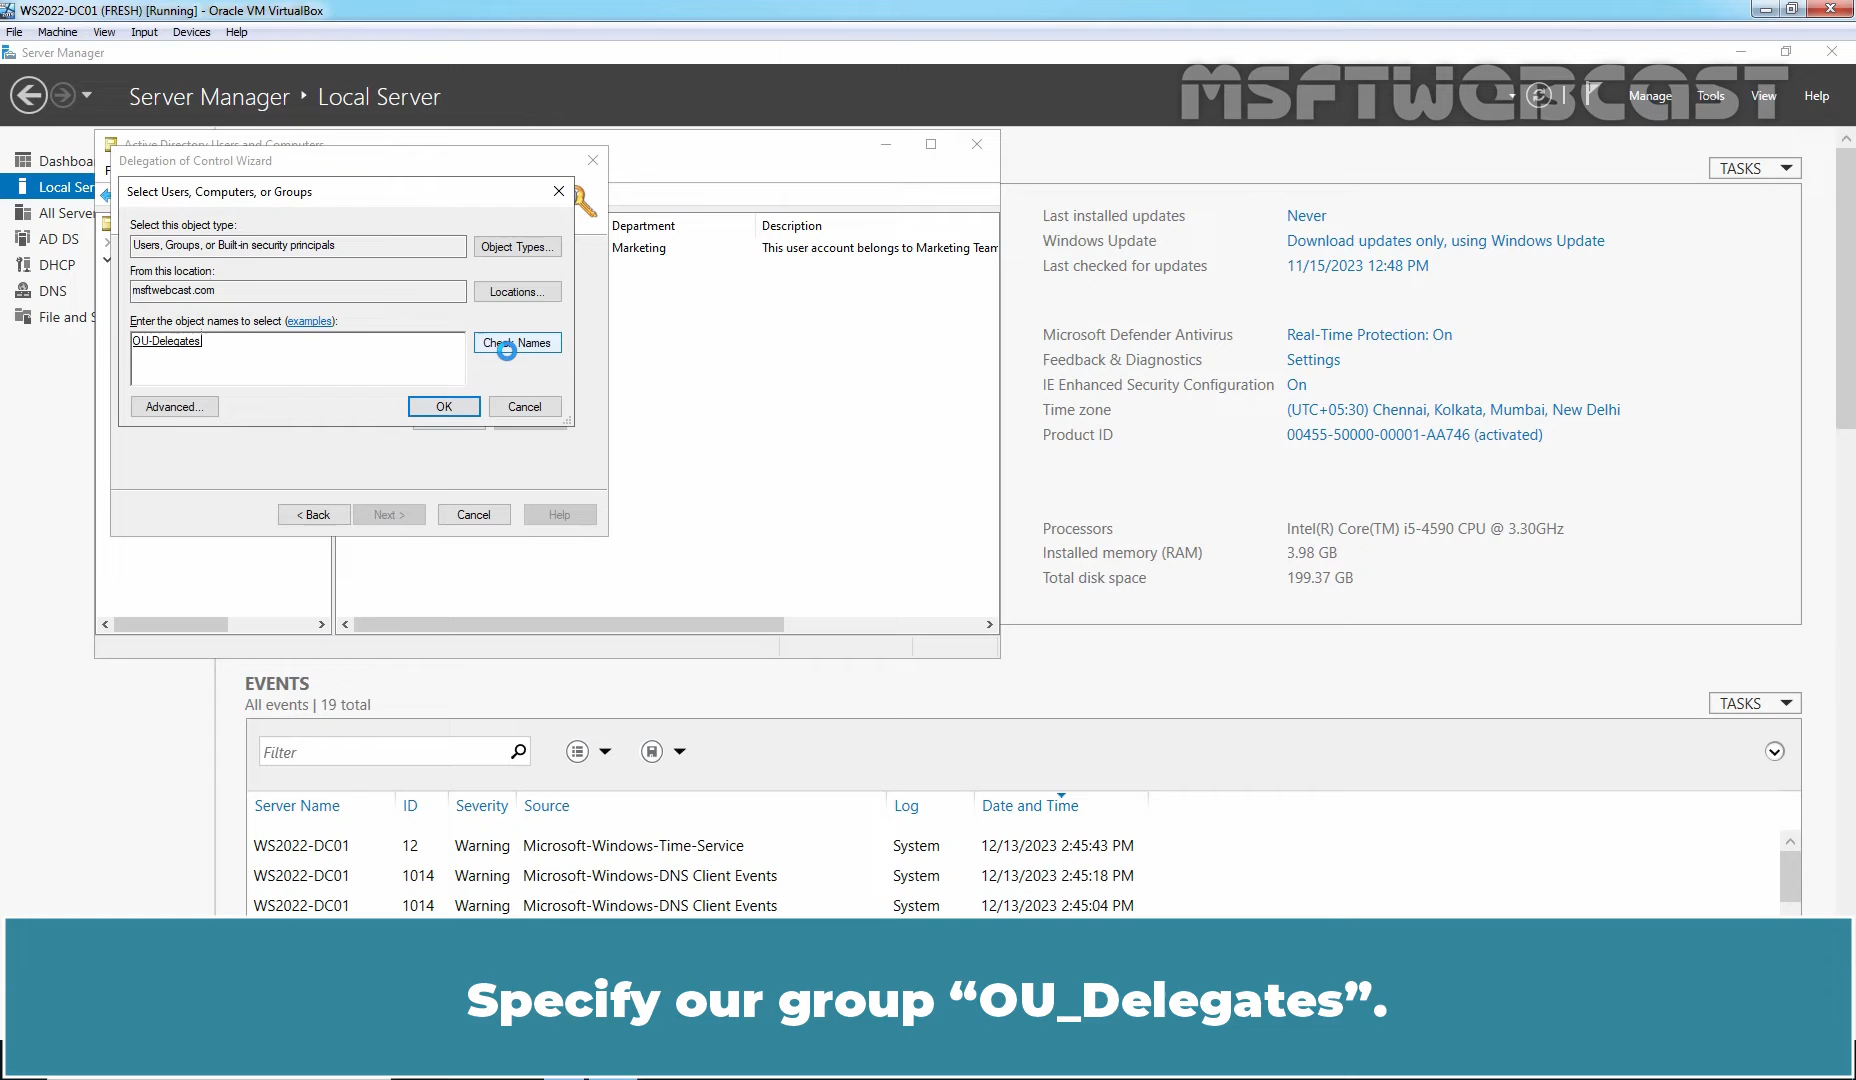 WS2022-DC01 (FRESH) [Running] - Oracle VM VirtualBox
File Machine View Input Devices Help
Server Manager
Server Manager ‣ Local Server
MSFTWEBCAST
Manage Tools View Help
Dashboa
Local Ser
All Serve
AD DS
DHCP
DNS
File and S
Active Directory Users and Computers
Delegation of Control Wizard
Select Users, Computers, or Groups
Select this object type:
Users, Groups, or Built-in security principals
Object Types...
From this location:
msftwebcast.com
Locations...
Enter the object names to select (examples):
OU-Delegates
Check Names
Advanced...
OK
Cancel
< Back
Next >
Cancel
Help
Department Description
Marketing This user account belongs to Marketing Team
TASKS
Last installed updates Never
Windows Update Download updates only, using Windows Update
Last checked for updates 11/15/2023 12:48 PM
Microsoft Defender Antivirus Real-Time Protection: On
Feedback & Diagnostics Settings
IE Enhanced Security Configuration On
Time zone (UTC+05:30) Chennai, Kolkata, Mumbai, New Delhi
Product ID 00455-50000-00001-AA746 (activated)
Processors Intel(R) Core(TM) i5-4590 CPU @ 3.30GHz
Installed memory (RAM) 3.98 GB
Total disk space 199.37 GB
EVENTS
All events | 19 total
TASKS
Filter
Server Name ID Severity Source Log Date and Time
WS2022-DC01 12 Warning Microsoft-Windows-Time-Service System 12/13/2023 2:45:43 PM
WS2022-DC01 1014 Warning Microsoft-Windows-DNS Client Events System 12/13/2023 2:45:18 PM
WS2022-DC01 1014 Warning Microsoft-Windows-DNS Client Events System 12/13/2023 2:45:04 PM
Specify our group “OU_Delegates”.